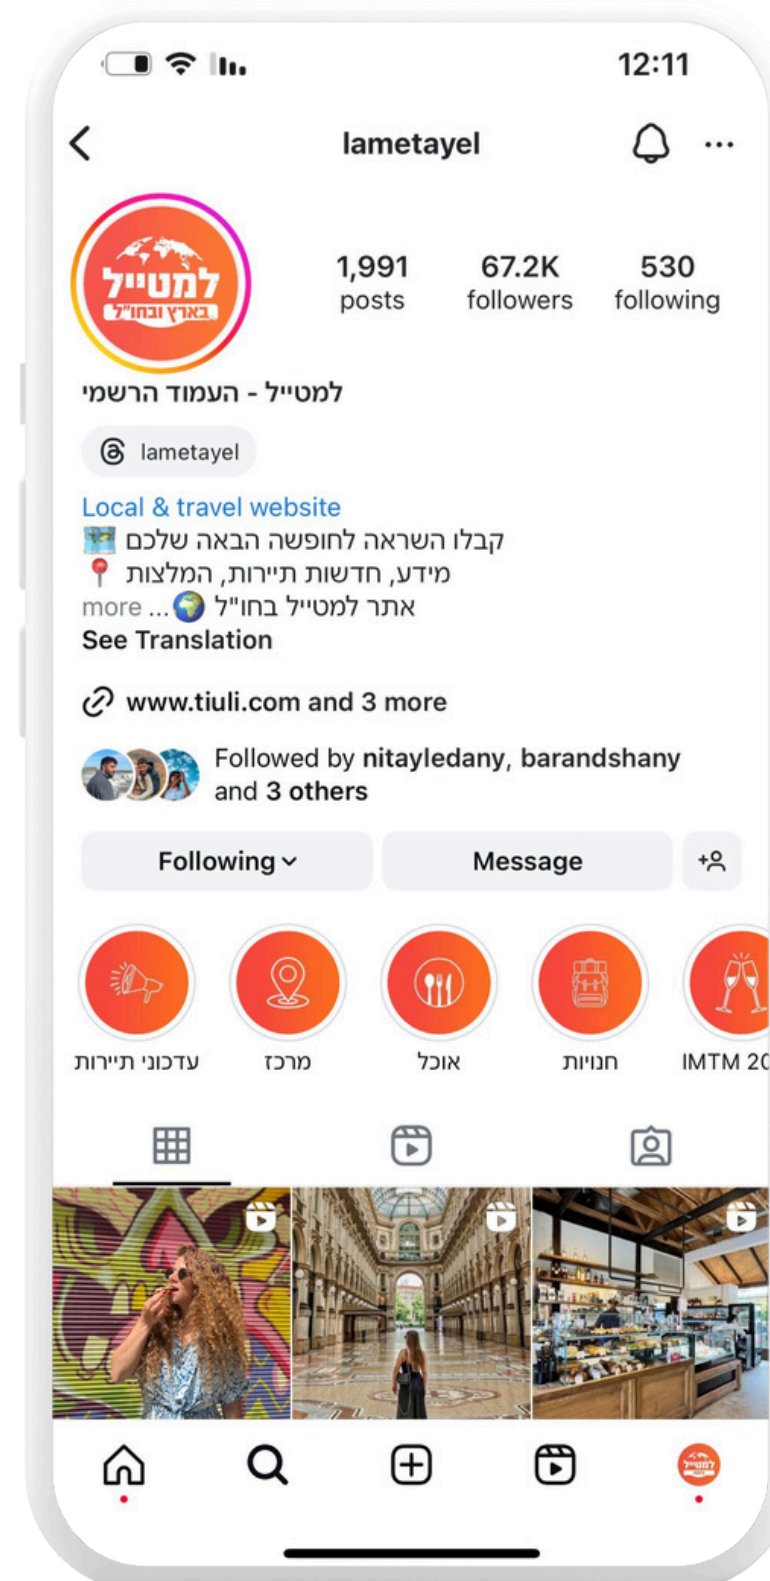 12:11
lametayel
למטייל
בארץ ובחו"ל
1,991
posts
67.2K
followers
530
following
למטייל - העמוד הרשמי
lametayel
Local & travel website
קבלו השראה לחופשה הבאה שלכם
מידע, חדשות תיירות, המלצות
אתר למטייל בחו"ל ... more
See Translation
www.tiuli.com and 3 more
Followed by nitayledany, barandshany
and 3 others
Following
Message
עדכוני תיירות
מרכז
אוכל
חנויות
IMTM 20
למטייל